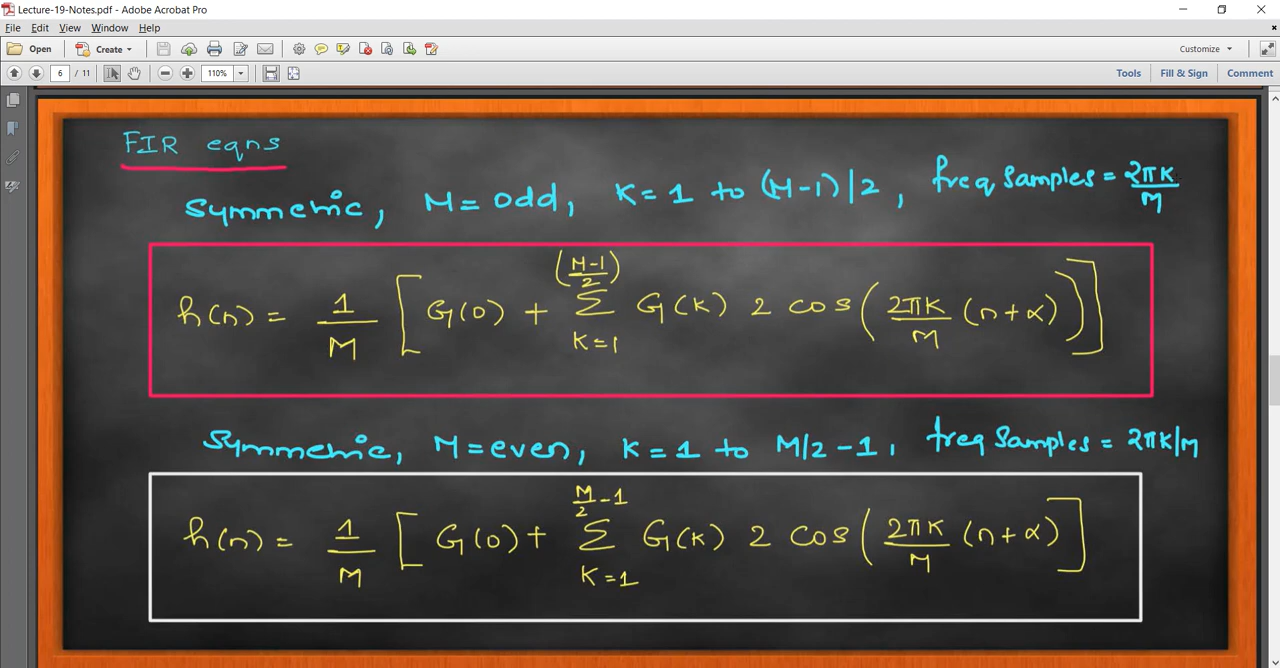 Lecture-19-Notes.pdf - Adobe Acrobat Pro
File Edit View Window Help
Open Create Customize
6 / 11 110% Tools Fill & Sign Comment
FIR eqns
Symmetric, M = odd, K = 1 to (M-1)/2, freq samples = 2πK/M
h(n) = 1/M [ G(0) + Σ_{K=1}^{(M-1)/2} G(K) 2 cos( 2πK/M (n+α) ) ]
Symmetric, M = even, K = 1 to M/2 - 1, freq samples = 2πK/M
h(n) = 1/M [ G(0) + Σ_{K=1}^{M/2 - 1} G(K) 2 cos( 2πK/M (n+α) ]